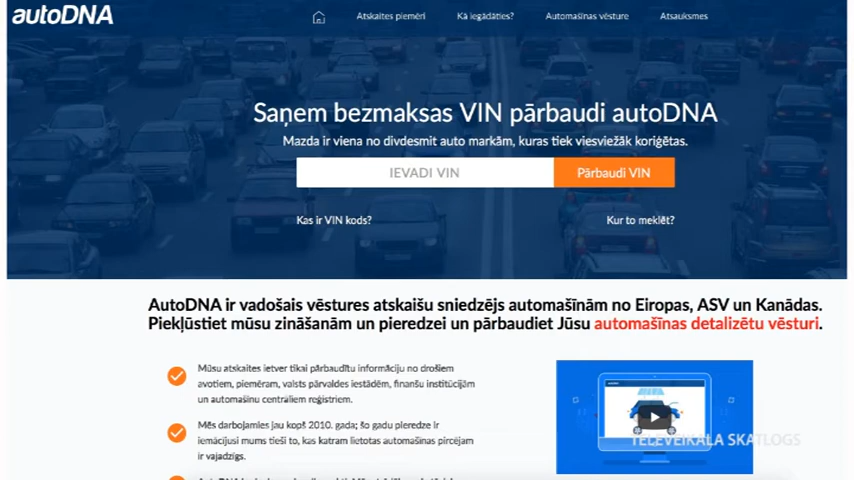 autoDNA
Atskaites piemēri
Kā iegādāties?
Automašīnas vēsture
Atsauksmes
Saņem bezmaksas VIN pārbaudi autoDNA
Mazda ir viena no divdesmit auto markām, kuras tiek visviežāk koriģētas.
IEVADI VIN
Pārbaudi VIN
Kas ir VIN kods?
Kur to meklēt?
AutoDNA ir vadošais vēstures atskaišu sniedzējs automašīnām no Eiropas, ASV un Kanādas.
Piekļūstiet mūsu zināšanām un pieredzei un pārbaudiet Jūsu automašīnas detalizētu vēsturi.
Mūsu atskaites ietver tikai pārbaudītu informāciju no drošiem
avotiem, piemēram, valsts pārvaldes iestādēm, finanšu institūcijām
un automašīnu centrāliem reģistriem.
Mēs darbojamies jau kopš 2010. gada; šo gadu pieredze ir
iemācījusi mums tieši to, kas katram lietotas automašīnas pircējam
ir vajadzīgs.
TELEVEIKALA SKATLOGS